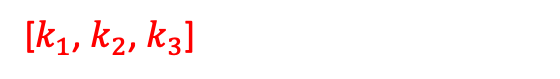 [k₁, k₂, k₃]